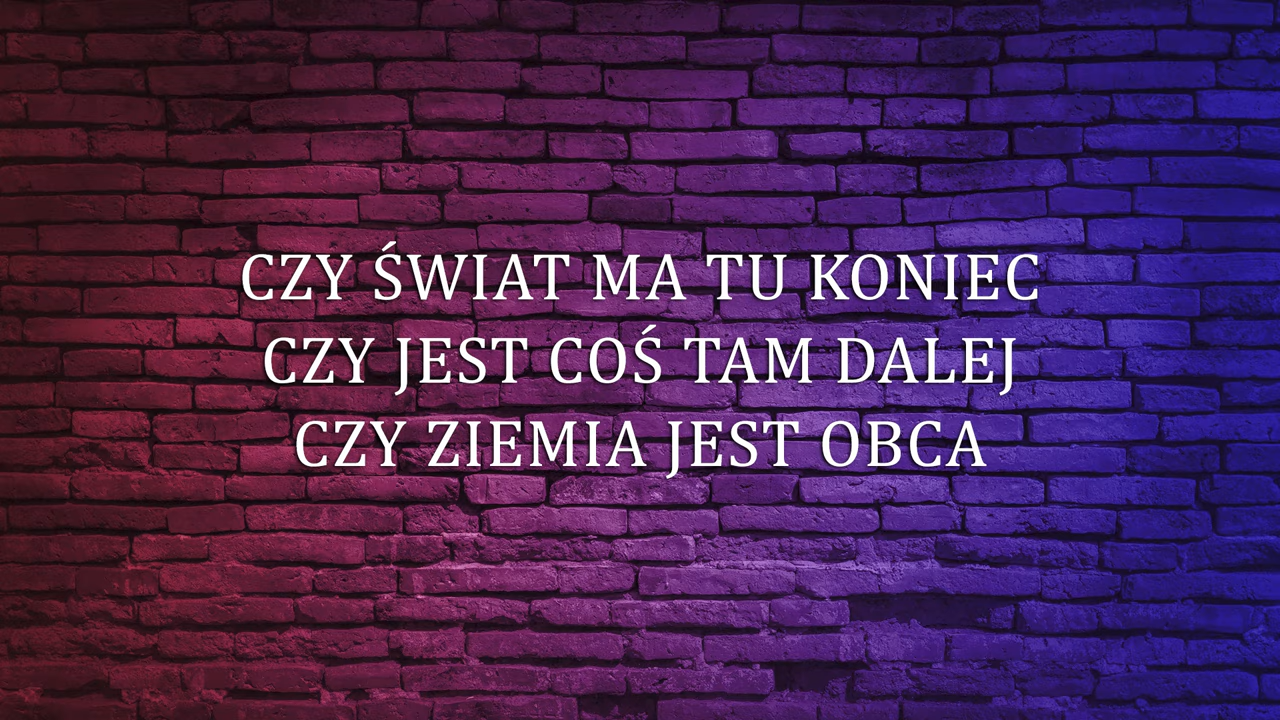 CZY ŚWIAT MA TU KONIEC
CZY JEST COŚ TAM DALEJ
CZY ZIEMIA JEST OBCA